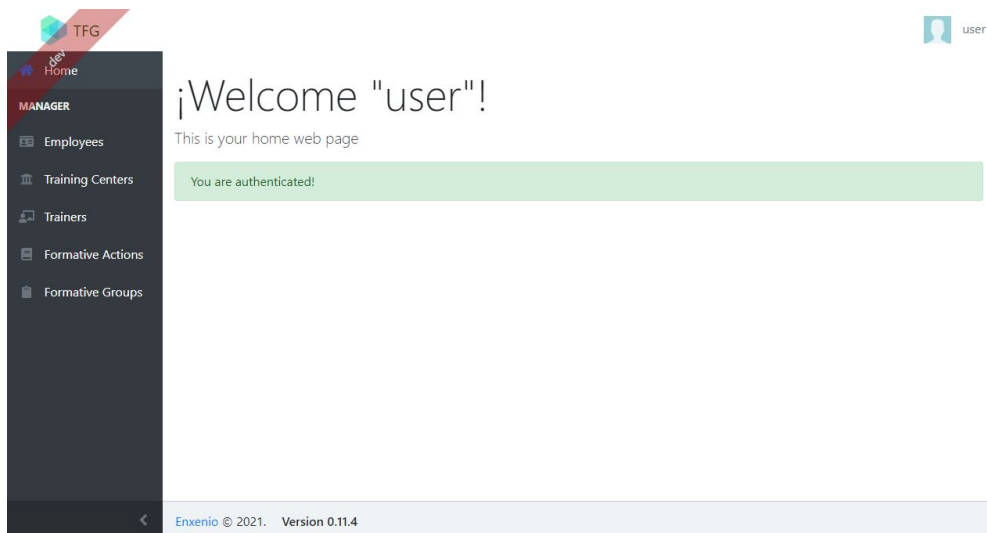 TFG
user
dev
Home
MANAGER
Employees
Training Centers
Trainers
Formative Actions
Formative Groups
¡Welcome "user"!
This is your home web page
You are authenticated!
Enxenio © 2021. Version 0.11.4